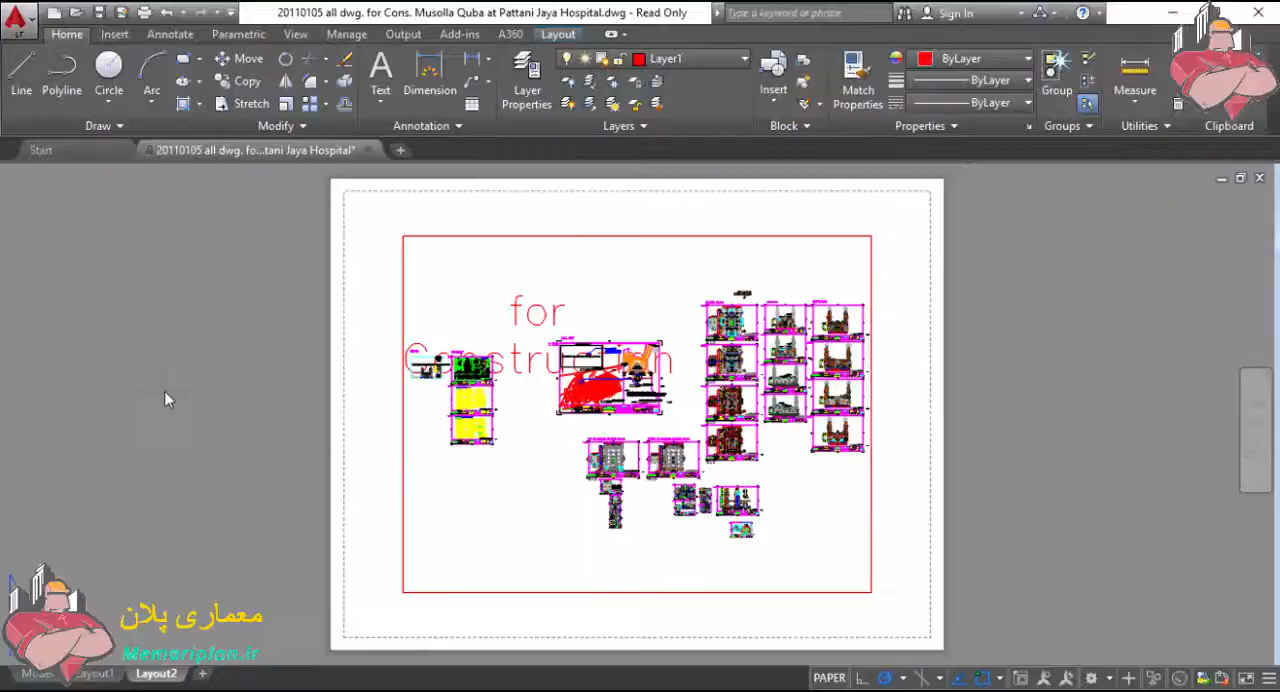 20110105 all dwg. for Cons. Musolla Quba at Pattani Jaya Hospital.dwg - Read Only
Type a keyword or phrase
Sign In
LT
Home Insert Annotate Parametric View Manage Output Add-ins A360 Layout
Line Polyline Circle Arc
Move
Copy
Stretch
Text Dimension
Layer Properties
Layer1
Insert
Match Properties
ByLayer
ByLayer
ByLayer
Group
Measure
Draw Modify Annotation Layers Block Properties Groups Utilities Clipboard
Start 20110105 all dwg. fo...tani Jaya Hospital*
for
Construction
معماری پلان
Memariplan.ir
Layout2
PAPER